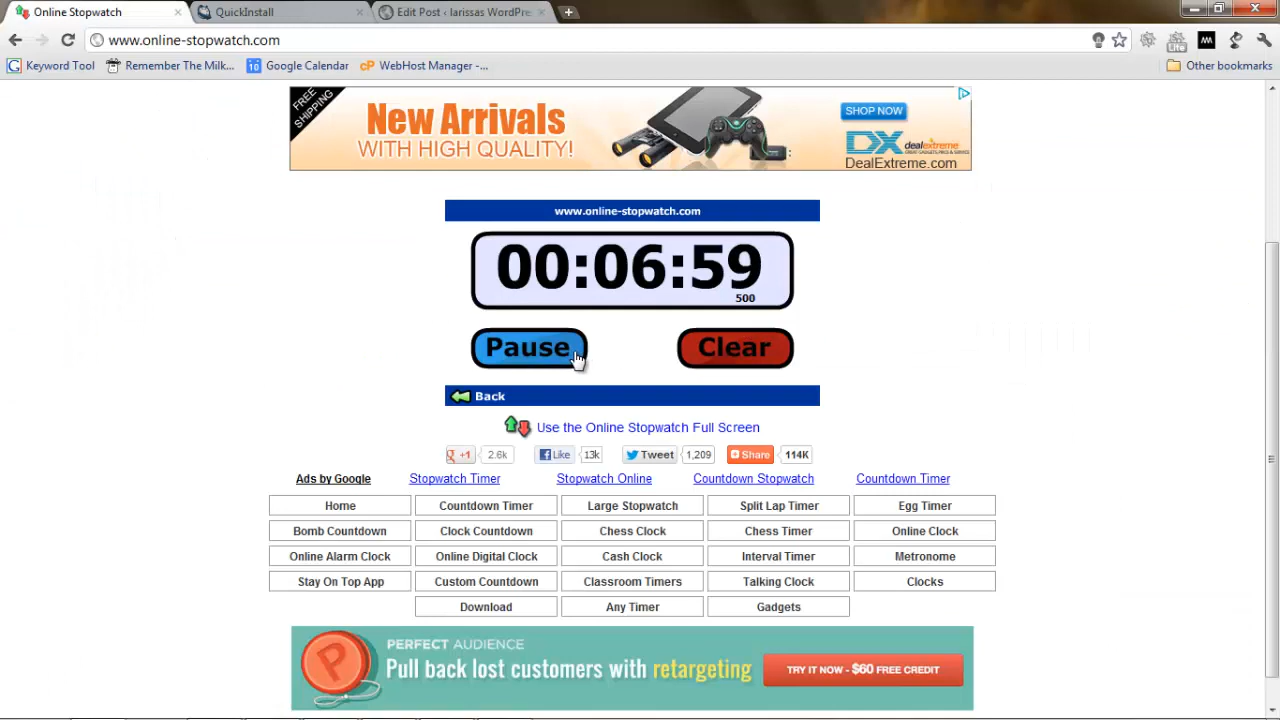 Online Stopwatch
QuickInstall
Edit Post ‹ larissas WordPre
www.online-stopwatch.com
Keyword Tool
Remember The Milk...
10
Google Calendar
cP
WebHost Manager -...
Other bookmarks
FREE SHIPPING
New Arrivals
WITH HIGH QUALITY!
SHOP NOW
DX dealextreme
DealExtreme.com
www.online-stopwatch.com
00:06:59
500
Pause
Clear
Back
Use the Online Stopwatch Full Screen
+1 2.6k Like 13k Tweet 1,209 Share 114K
Ads by Google Stopwatch Timer Stopwatch Online Countdown Stopwatch Countdown Timer
Home Countdown Timer Large Stopwatch Split Lap Timer Egg Timer
Bomb Countdown Clock Countdown Chess Clock Chess Timer Online Clock
Online Alarm Clock Online Digital Clock Cash Clock Interval Timer Metronome
Stay On Top App Custom Countdown Classroom Timers Talking Clock Clocks
Download Any Timer Gadgets
PERFECT AUDIENCE
Pull back lost customers with retargeting
TRY IT NOW - $60 FREE CREDIT